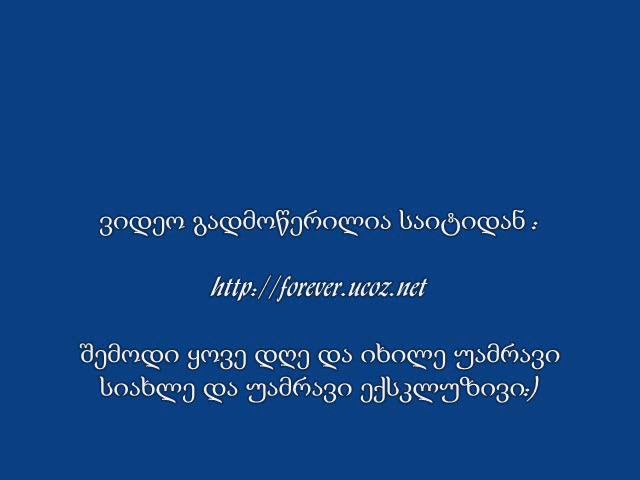 ვიდეო გადმოწერილია საიტიდან :
http://forever.ucoz.net
შემოდი ყოვე დღე და იხილე უამრავი
სიახლე და უამრავი ექსკლუზივი:)